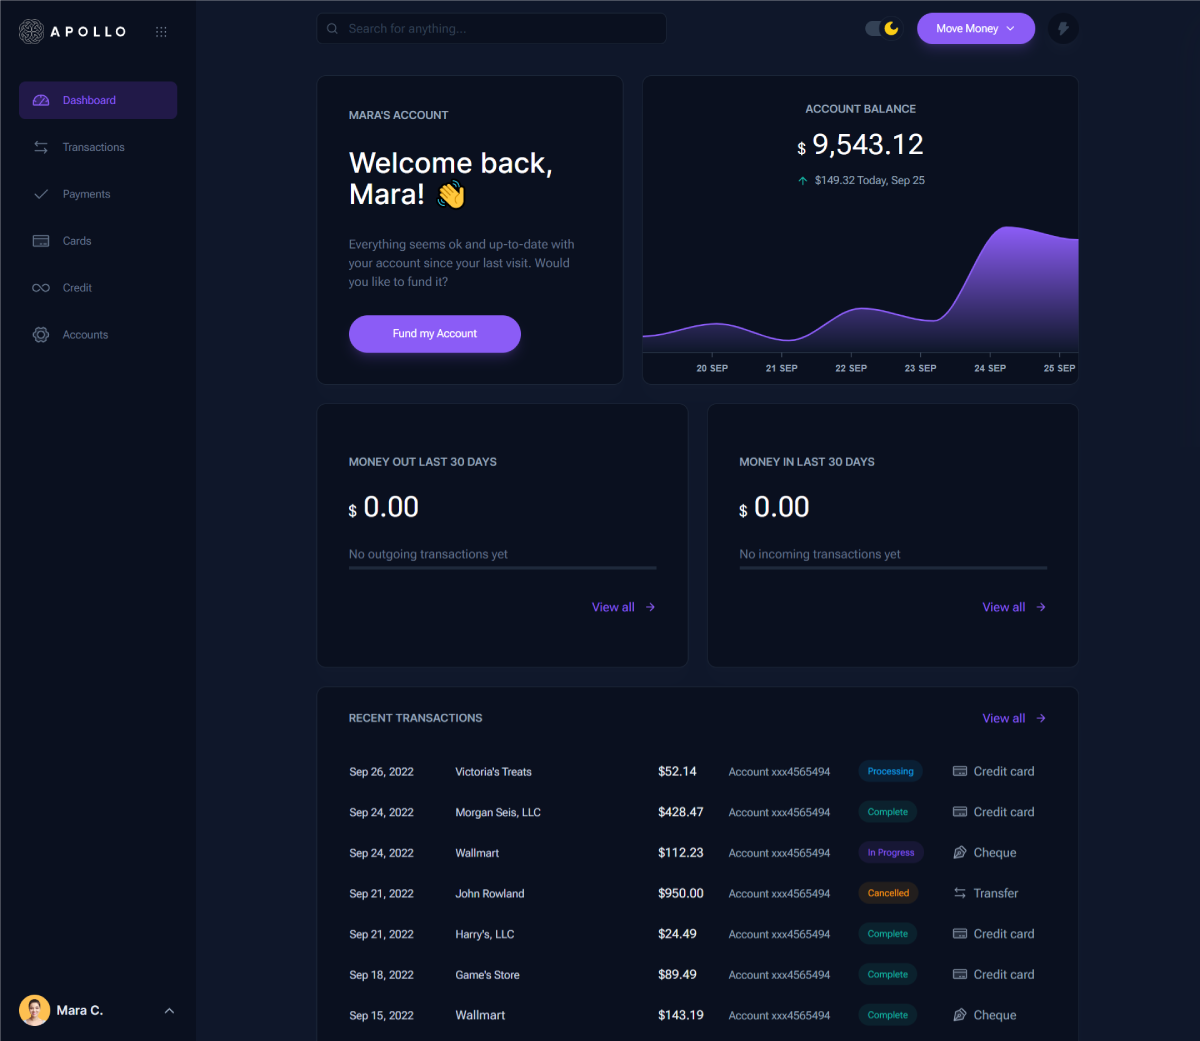 APOLLO
Search for anything...
Move Money
Dashboard
Transactions
Payments
Cards
Credit
Accounts
MARA'S ACCOUNT
Welcome back,
Mara! 👋
Everything seems ok and up-to-date with
your account since your last visit. Would
you like to fund it?
Fund my Account
ACCOUNT BALANCE
$ 9,543.12
$149.32 Today, Sep 25
20 SEP 21 SEP 22 SEP 23 SEP 24 SEP 25 SEP
MONEY OUT LAST 30 DAYS
$ 0.00
No outgoing transactions yet
View all
MONEY IN LAST 30 DAYS
$ 0.00
No incoming transactions yet
View all
RECENT TRANSACTIONS
View all
Sep 26, 2022 Victoria's Treats $52.14 Account xxx4565494 Processing Credit card
Sep 24, 2022 Morgan Seis, LLC $428.47 Account xxx4565494 Complete Credit card
Sep 24, 2022 Wallmart $112.23 Account xxx4565494 In Progress Cheque
Sep 21, 2022 John Rowland $950.00 Account xxx4565494 Cancelled Transfer
Sep 21, 2022 Harry's, LLC $24.49 Account xxx4565494 Complete Credit card
Sep 18, 2022 Game's Store $89.49 Account xxx4565494 Complete Credit card
Sep 15, 2022 Wallmart $143.19 Account xxx4565494 Complete Cheque
Mara C.